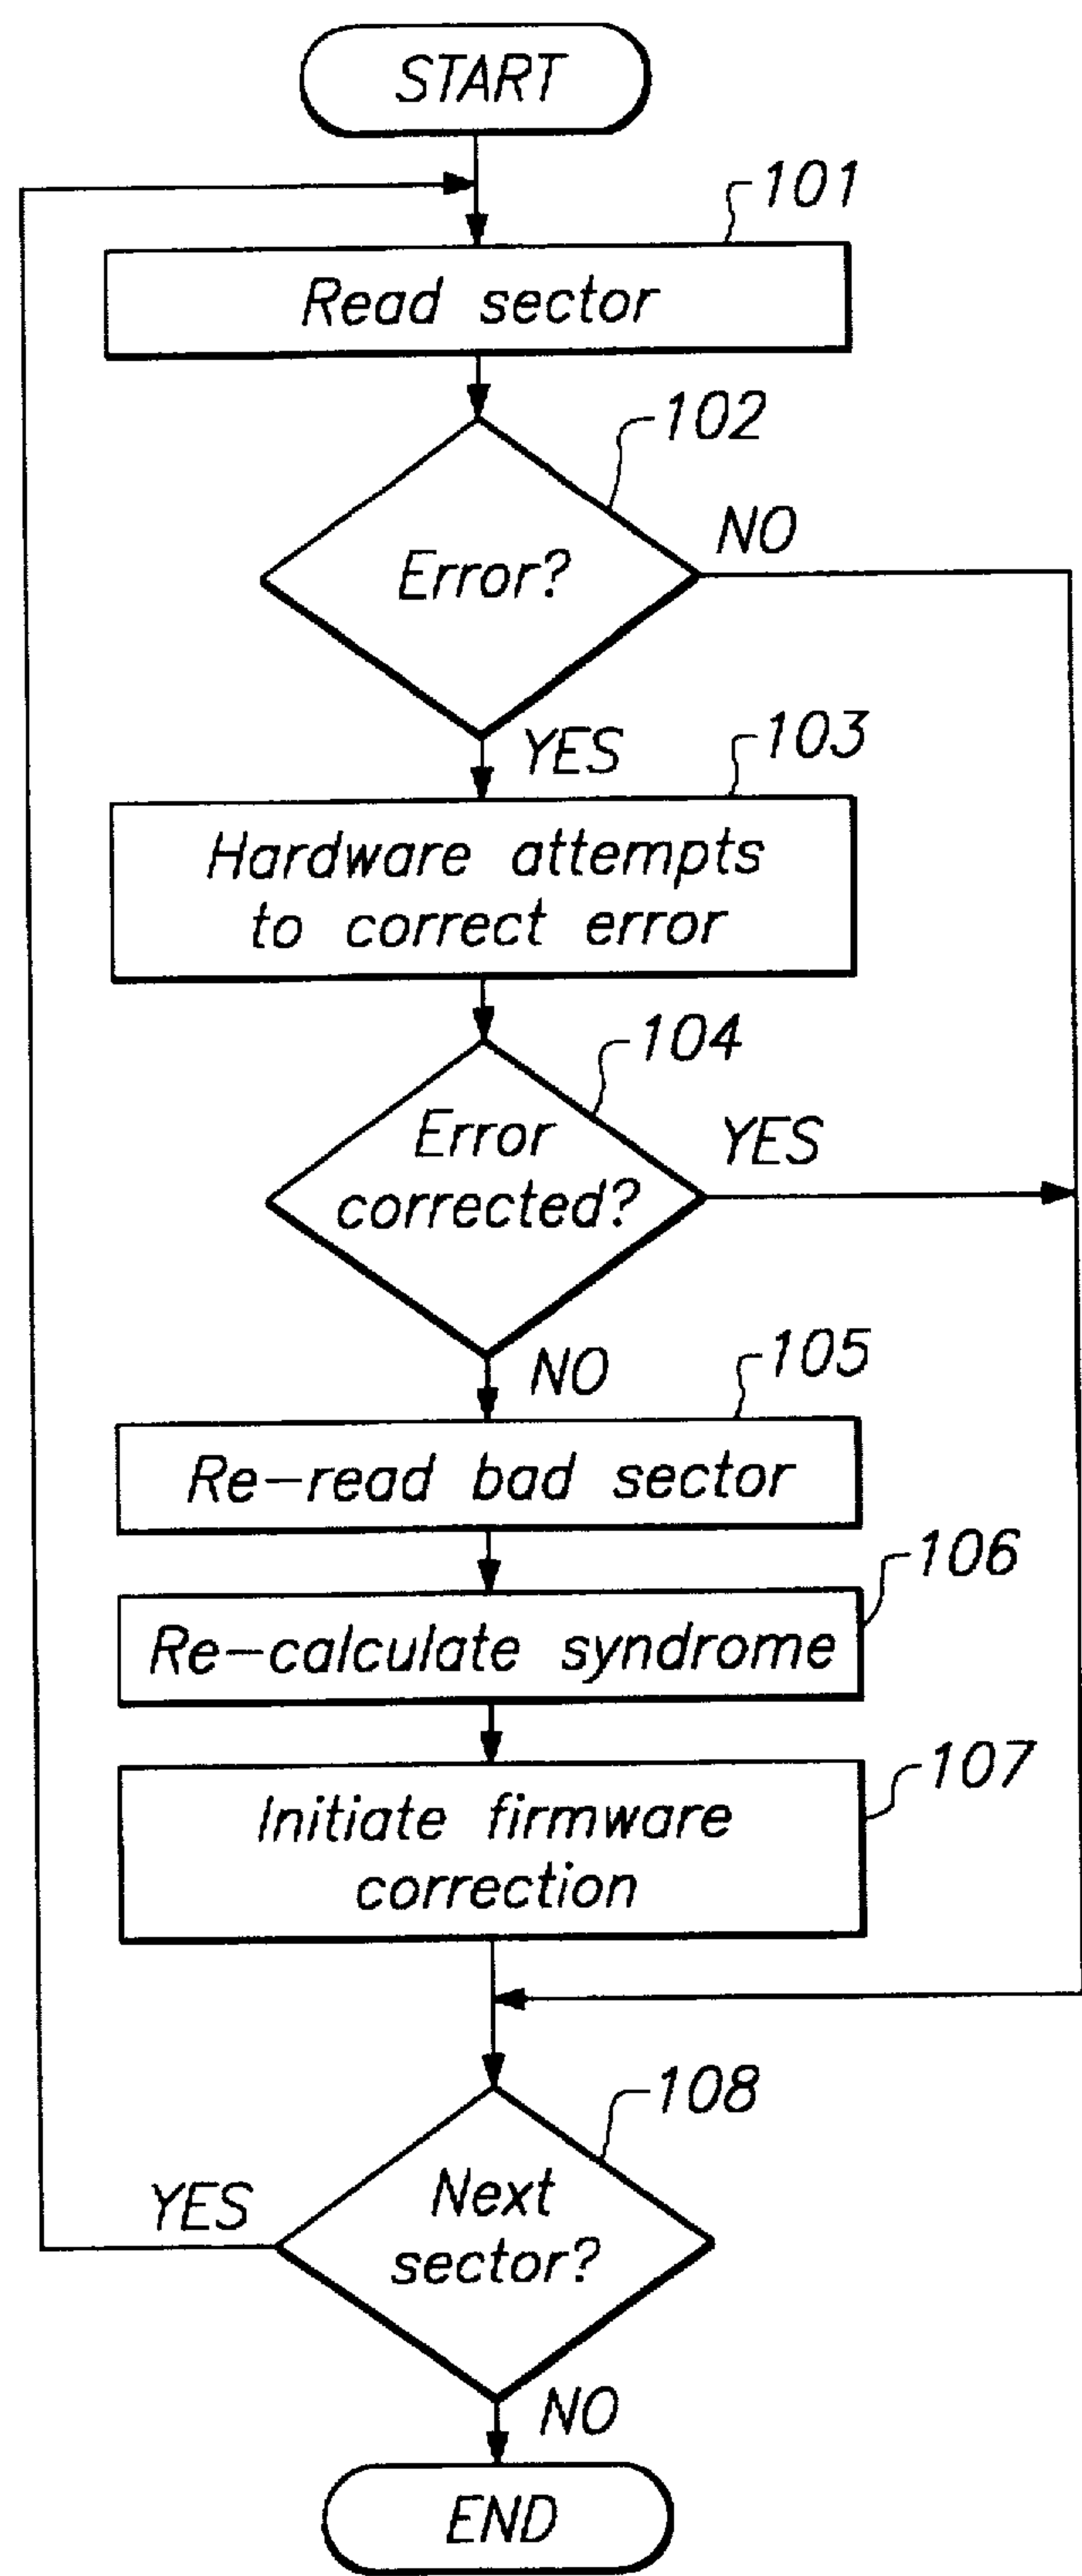 START
101
Read sector
102
Error?
NO
YES
103
Hardware attempts
to correct error
104
Error
corrected?
YES
NO
105
Re-read bad sector
106
Re-calculate syndrome
107
Initiate firmware
correction
108
Next
sector?
YES
NO
END